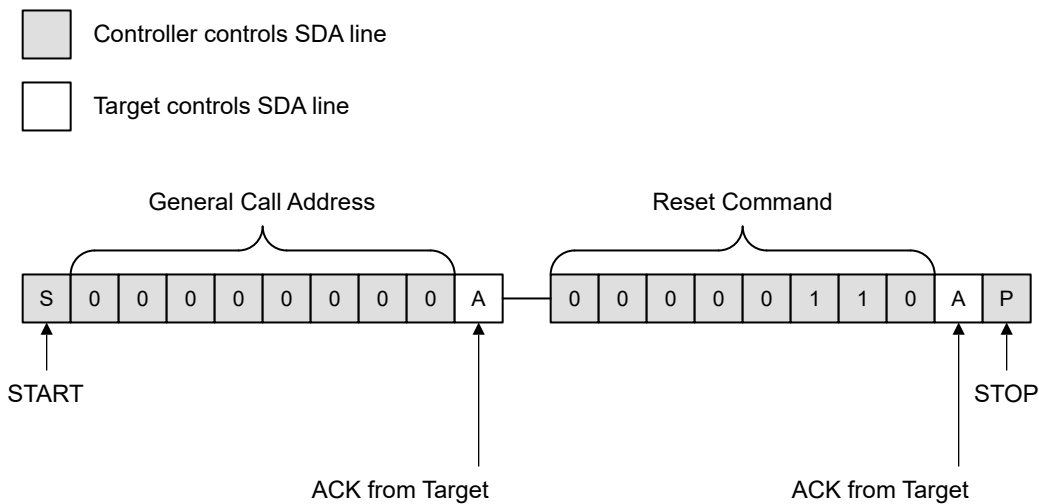 Controller controls SDA line
Target controls SDA line
General Call Address Reset Command
S 0 0 0 0 0 0 0 0 A 0 0 0 0 0 1 1 0 A P
START STOP
ACK from Target ACK from Target